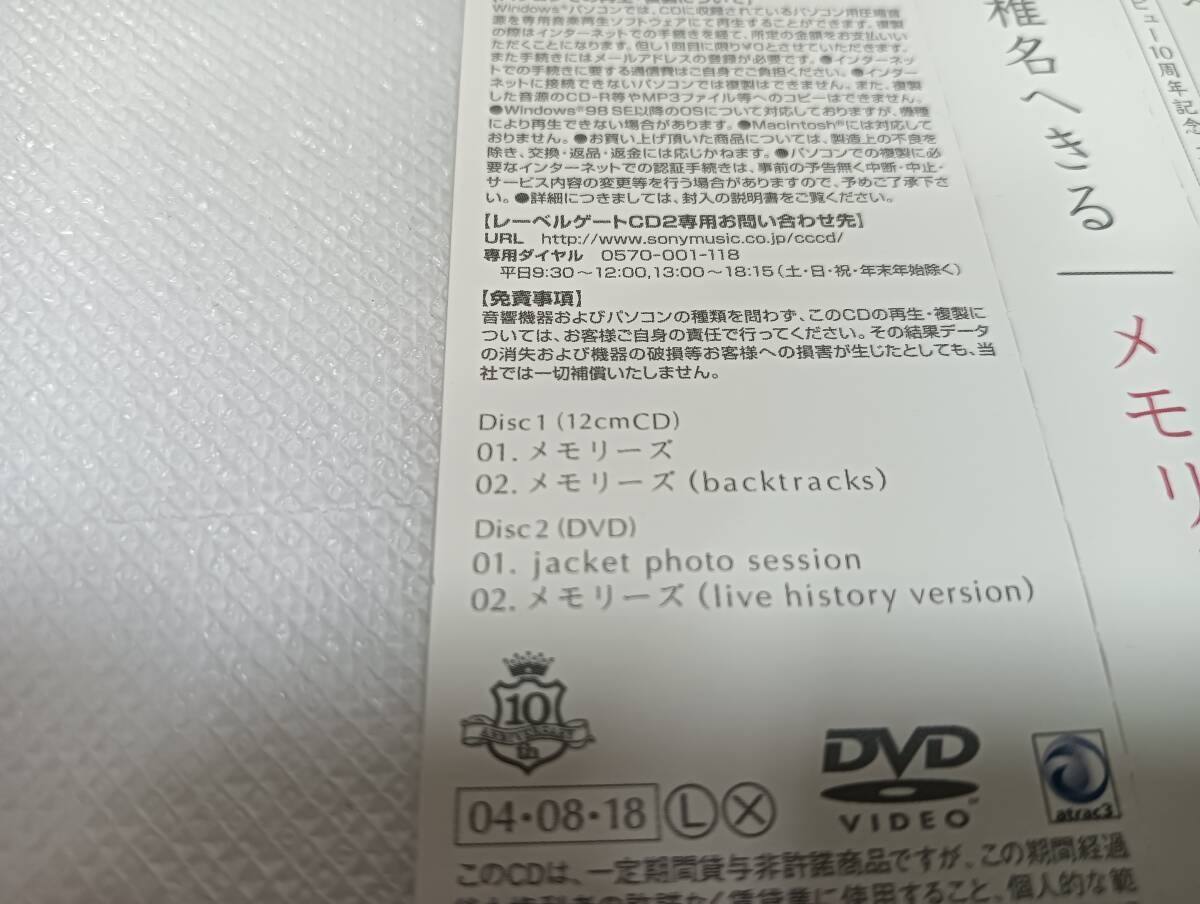 Windows®パソコンでは、CDに収録されているパソコン用圧縮音
源を専用音楽再生ソフトウェアにて再生することができます。複製
の際はインターネットでの手続きを経て、所定の金額をお支払いい
ただくことになります。但し1回目に限り¥0とさせていただきます。
また手続きにはメールアドレスの登録が必要です。●インターネッ
トでの手続きに要する通信費はご自身でご負担ください。●インター
ネットに接続できないパソコンでは複製はできません。また、複製
した音源のCD-R等やMP3ファイル等へのコピーはできません。
●Windows®98 SE以降のOSについて対応しておりますが、機種
により再生できない場合があります。●Macintosh®には対応して
おりません。●お買い上げ頂いた商品については、製造上の不良を
除き、交換・返品・返金には応じかねます。●パソコンでの複製に必
要なインターネットでの認証手続きは、事前の予告無く中断・中止・
サービス内容の変更等を行う場合がありますので、予めご了承下さ
い。●詳細につきましては、封入の説明書をご覧ください。
【レーベルゲートCD2専用お問い合わせ先】
URL http://www.sonymusic.co.jp/cccd/
専用ダイヤル 0570-001-118
平日9:30〜12:00,13:00〜18:15(土・日・祝・年末年始除く)
【免責事項】
音響機器およびパソコンの種類を問わず、このCDの再生・複製に
ついては、お客様ご自身の責任で行ってください。その結果データ
の消失および機器の破損等お客様への損害が生じたとしても、当
社では一切補償いたしません。
Disc1 (12cmCD)
01. メモリーズ
02. メモリーズ (backtracks)
Disc2 (DVD)
01. jacket photo session
02. メモリーズ (live history version)
10
ANNIVERSARY
th
04・08・18 L X
DVD
VIDEO
atrac3
このCDは、一定期間貸与非許諾商品ですが、この期間経過
許諾なく賃貸業に使用すること、個人的な範
椎名へきる
メモリ
ビュー10周年記念